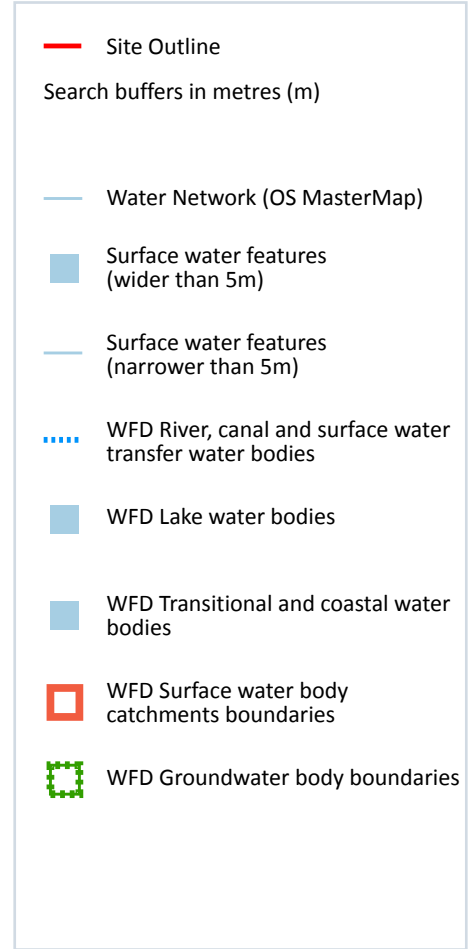 Site Outline
Search buffers in metres (m)
Water Network (OS MasterMap)
Surface water features
(wider than 5m)
Surface water features
(narrower than 5m)
WFD River, canal and surface water
transfer water bodies
WFD Lake water bodies
WFD Transitional and coastal water
bodies
WFD Surface water body
catchments boundaries
WFD Groundwater body boundaries